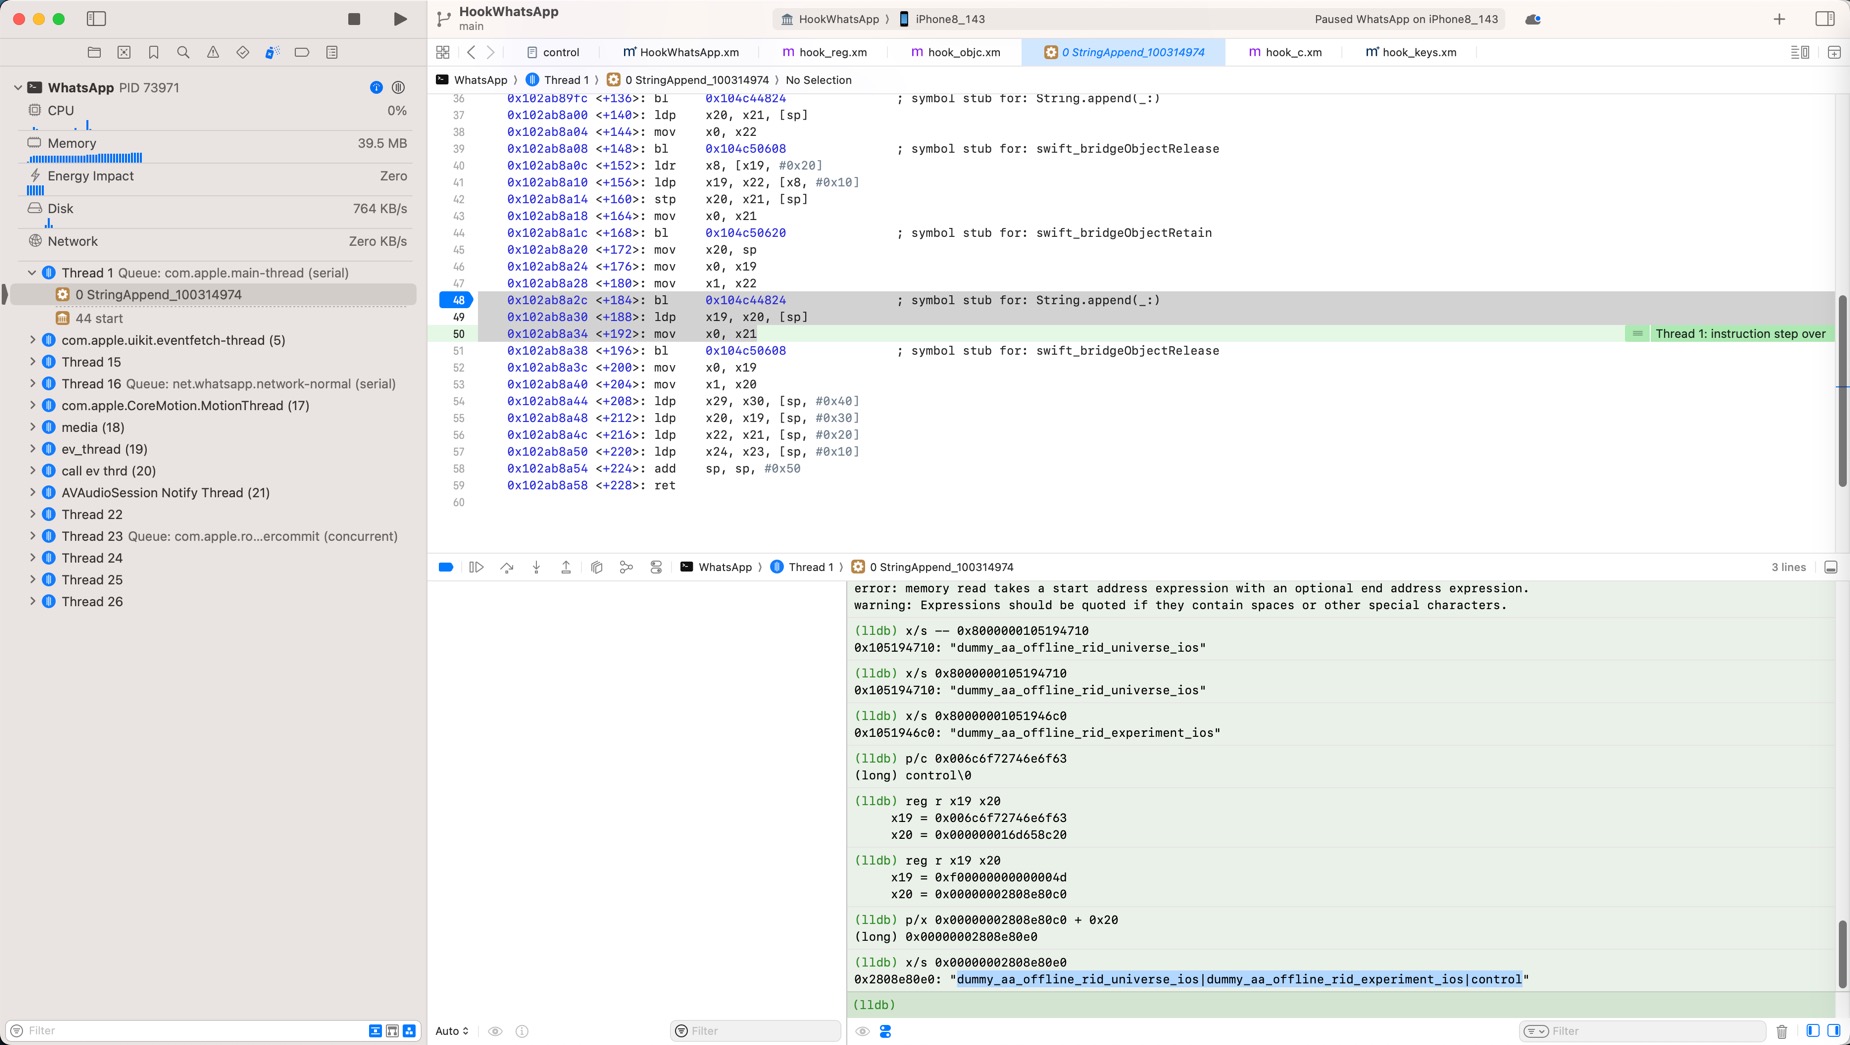 HookWhatsApp
main
HookWhatsApp 〉 iPhone8_143
Paused WhatsApp on iPhone8_143
control
m HookWhatsApp.xm
m hook_reg.xm
m hook_objc.xm
0 StringAppend_100314974
m hook_c.xm
m hook_keys.xm
WhatsApp 〉 Thread 1 〉 0 StringAppend_100314974 〉 No Selection
WhatsApp PID 73971
CPU 0%
Memory 39.5 MB
Energy Impact Zero
Disk 764 KB/s
Network Zero KB/s
Thread 1 Queue: com.apple.main-thread (serial)
0 StringAppend_100314974
44 start
com.apple.uikit.eventfetch-thread (5)
Thread 15
Thread 16 Queue: net.whatsapp.network-normal (serial)
com.apple.CoreMotion.MotionThread (17)
media (18)
ev_thread (19)
call ev thrd (20)
AVAudioSession Notify Thread (21)
Thread 22
Thread 23 Queue: com.apple.ro...ercommit (concurrent)
Thread 24
Thread 25
Thread 26
Filter
36 0x102ab89fc <+136>: bl 0x104c44824 ; symbol stub for: String.append(_:)
37 0x102ab8a00 <+140>: ldp x20, x21, [sp]
38 0x102ab8a04 <+144>: mov x0, x22
39 0x102ab8a08 <+148>: bl 0x104c50608 ; symbol stub for: swift_bridgeObjectRelease
40 0x102ab8a0c <+152>: ldr x8, [x19, #0x20]
41 0x102ab8a10 <+156>: ldp x19, x22, [x8, #0x10]
42 0x102ab8a14 <+160>: stp x20, x21, [sp]
43 0x102ab8a18 <+164>: mov x0, x21
44 0x102ab8a1c <+168>: bl 0x104c50620 ; symbol stub for: swift_bridgeObjectRetain
45 0x102ab8a20 <+172>: mov x20, sp
46 0x102ab8a24 <+176>: mov x0, x19
47 0x102ab8a28 <+180>: mov x1, x22
48 0x102ab8a2c <+184>: bl 0x104c44824 ; symbol stub for: String.append(_:)
49 0x102ab8a30 <+188>: ldp x19, x20, [sp]
50 0x102ab8a34 <+192>: mov x0, x21 Thread 1: instruction step over
51 0x102ab8a38 <+196>: bl 0x104c50608 ; symbol stub for: swift_bridgeObjectRelease
52 0x102ab8a3c <+200>: mov x0, x19
53 0x102ab8a40 <+204>: mov x1, x20
54 0x102ab8a44 <+208>: ldp x29, x30, [sp, #0x40]
55 0x102ab8a48 <+212>: ldp x20, x19, [sp, #0x30]
56 0x102ab8a4c <+216>: ldp x22, x21, [sp, #0x20]
57 0x102ab8a50 <+220>: ldp x24, x23, [sp, #0x10]
58 0x102ab8a54 <+224>: add sp, sp, #0x50
59 0x102ab8a58 <+228>: ret
60
WhatsApp 〉 Thread 1 〉 0 StringAppend_100314974
3 lines
error: memory read takes a start address expression with an optional end address expression.
warning: Expressions should be quoted if they contain spaces or other special characters.
(lldb) x/s -- 0x8000000105194710
0x105194710: "dummy_aa_offline_rid_universe_ios"
(lldb) x/s 0x8000000105194710
0x105194710: "dummy_aa_offline_rid_universe_ios"
(lldb) x/s 0x80000001051946c0
0x1051946c0: "dummy_aa_offline_rid_experiment_ios"
(lldb) p/c 0x006c6f72746e6f63
(long) control\0
(lldb) reg r x19 x20
x19 = 0x006c6f72746e6f63
x20 = 0x000000016d658c20
(lldb) reg r x19 x20
x19 = 0xf00000000000004d
x20 = 0x00000002808e80c0
(lldb) p/x 0x00000002808e80c0 + 0x20
(long) 0x00000002808e80e0
(lldb) x/s 0x00000002808e80e0
0x2808e80e0: "dummy_aa_offline_rid_universe_ios|dummy_aa_offline_rid_experiment_ios|control"
(lldb)
Auto
Filter
Filter